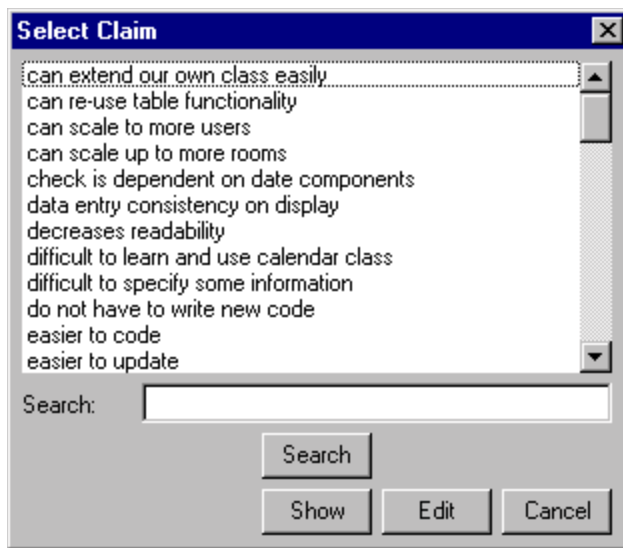 Select Claim
can extend our own class easily
can re-use table functionality
can scale to more users
can scale up to more rooms
check is dependent on date components
data entry consistency on display
decreases readability
difficult to learn and use calendar class
difficult to specify some information
do not have to write new code
easier to code
easier to update
Search:
Search
Show Edit Cancel